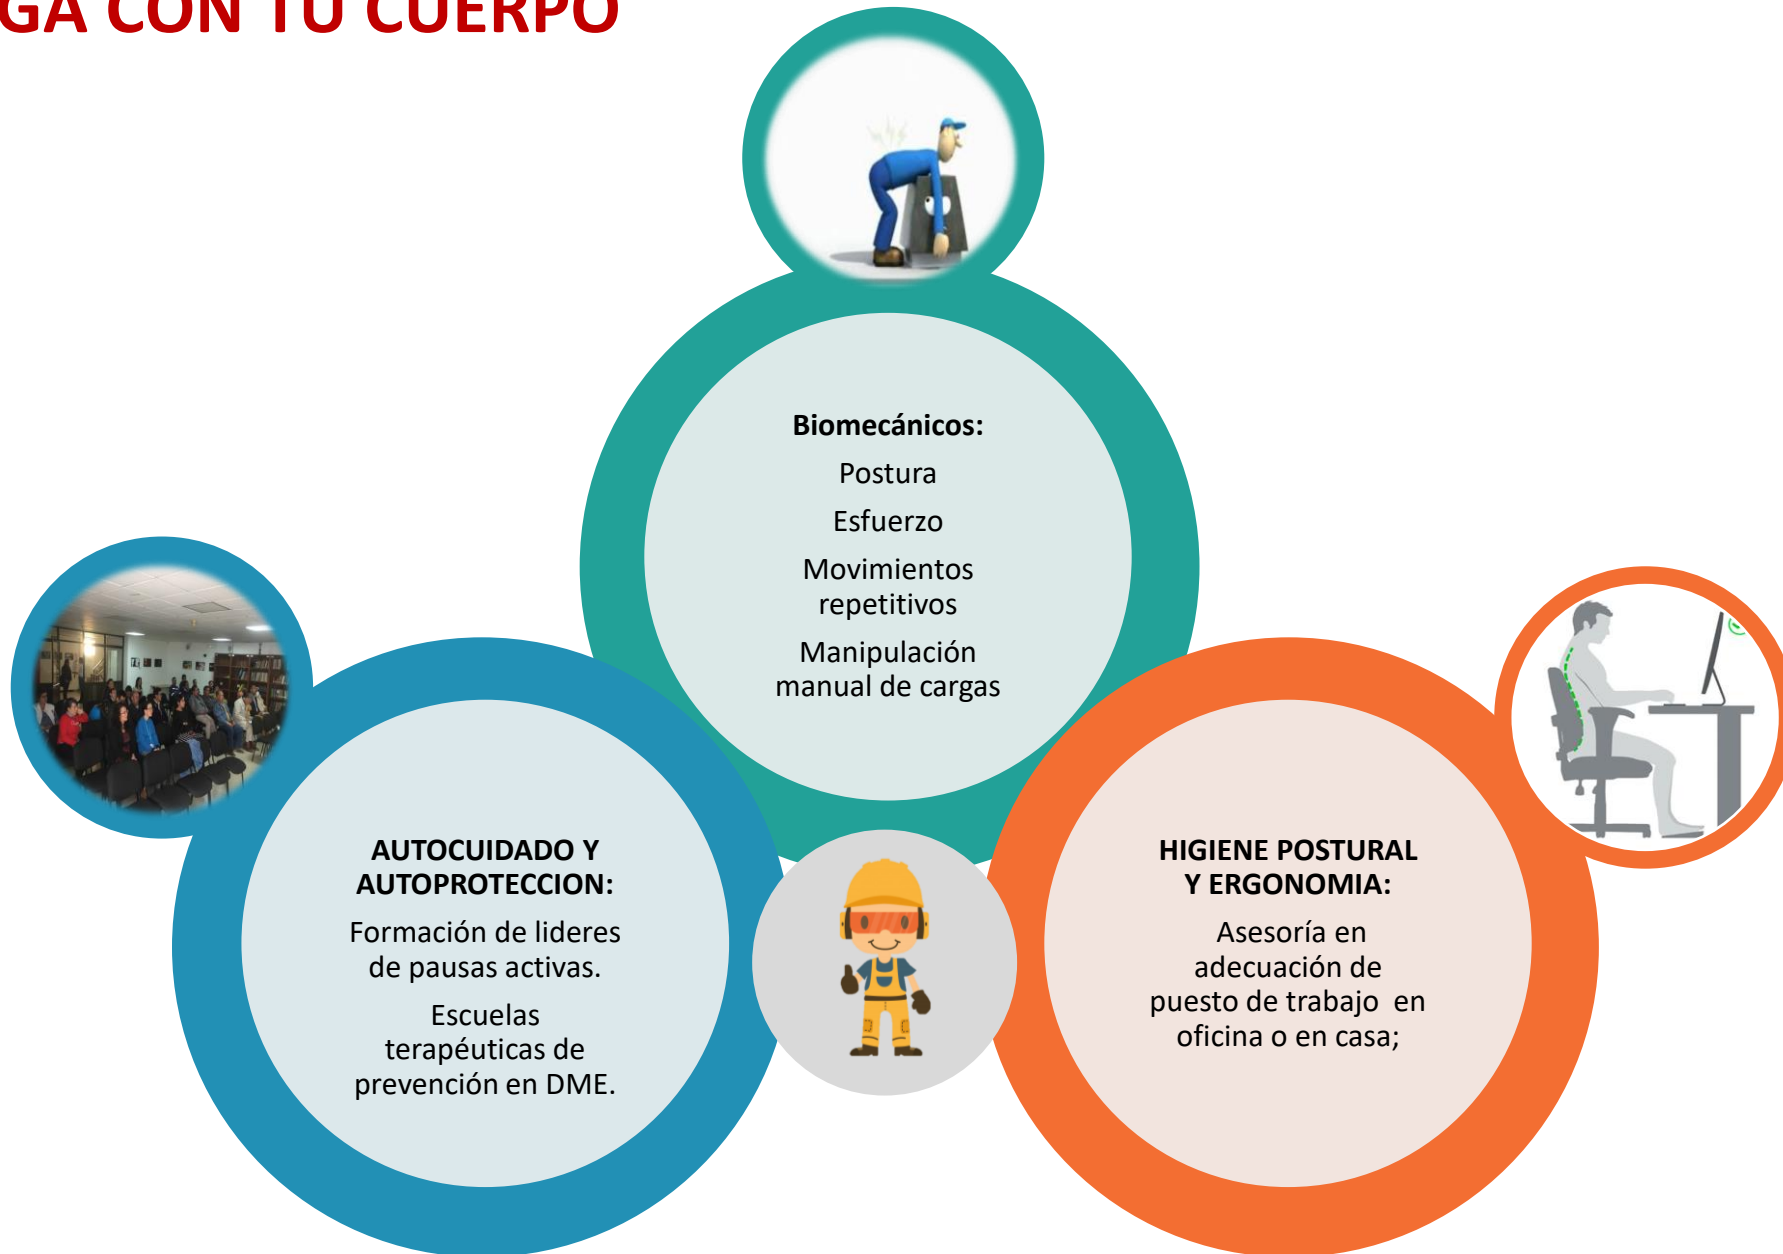 GA CON TU CUERPO
Biomecánicos:
Postura
Esfuerzo
Movimientos
repetitivos
Manipulación
manual de cargas
AUTOCUIDADO Y
AUTOPROTECCION:
Formación de lideres
de pausas activas.
Escuelas
terapéuticas de
prevención en DME.
HIGIENE POSTURAL
Y ERGONOMIA:
Asesoría en
adecuación de
puesto de trabajo  en
oficina o en casa;